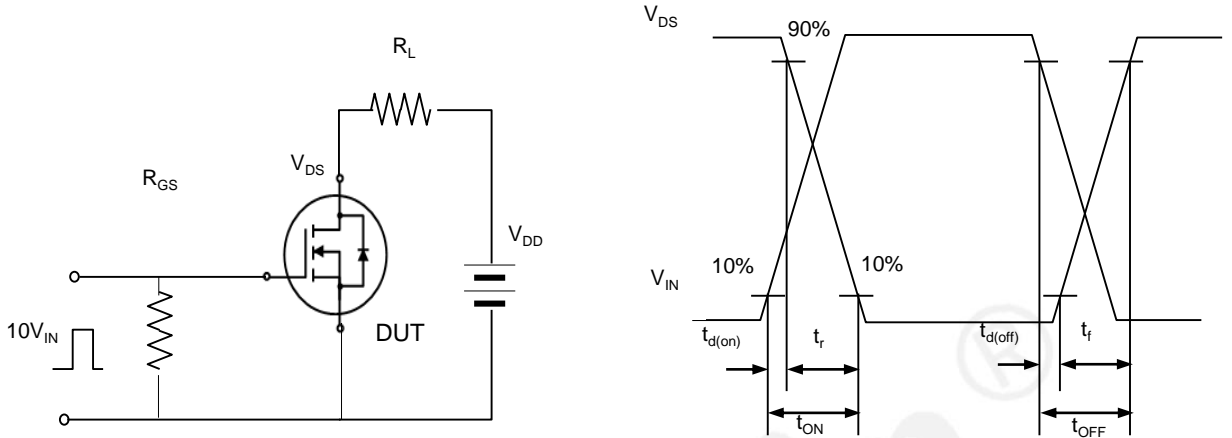 R_L
V_DS
R_GS
V_DD
10V_IN
DUT
V_DS
90%
V_IN
10%
10%
t_d(on)
t_r
t_d(off)
t_f
t_ON
t_OFF
®